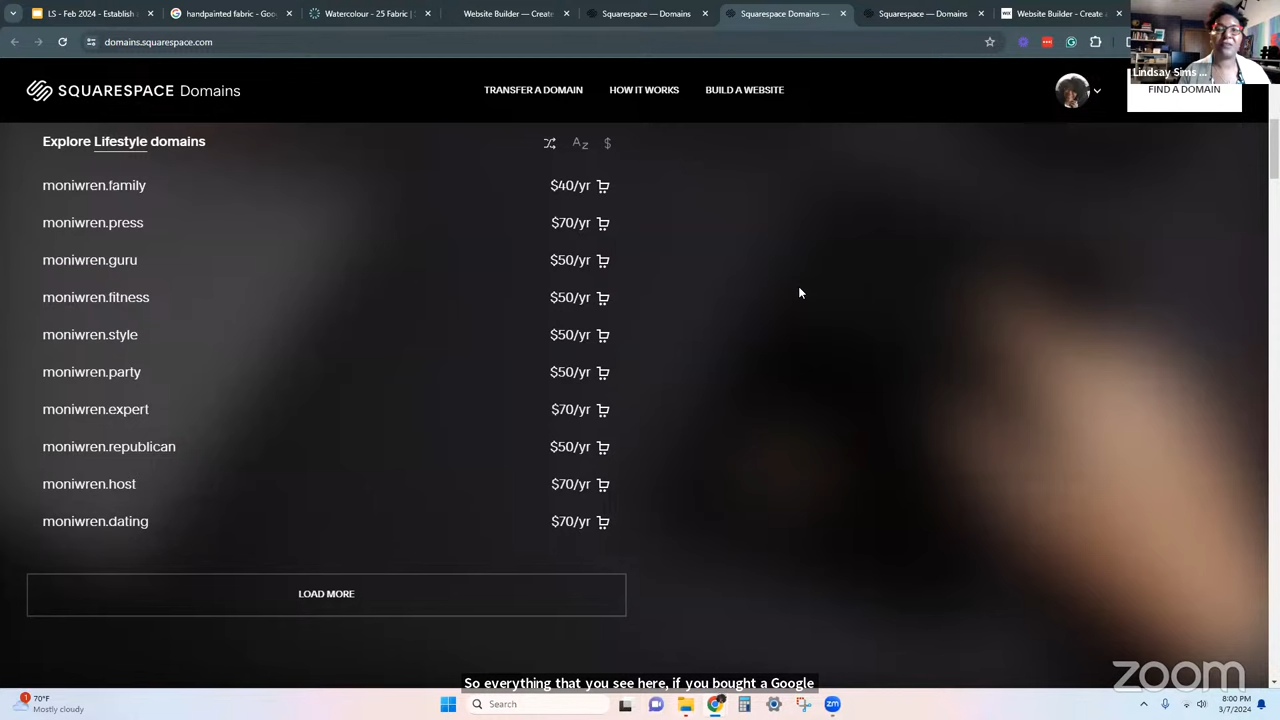 LS - Feb 2024 - Establish
handpainted fabric - Goo
Watercolour - 25 Fabric | S
Website Builder — Create
Squarespace — Domains
Squarespace Domains —
Squarespace — Domains
Website Builder - Create
domains.squarespace.com
Lindsay Sims ...
SQUARESPACE Domains
TRANSFER A DOMAIN
HOW IT WORKS
BUILD A WEBSITE
FIND A DOMAIN
Explore Lifestyle domains
AZ $
moniwren.family $40/yr
moniwren.press $70/yr
moniwren.guru $50/yr
moniwren.fitness $50/yr
moniwren.style $50/yr
moniwren.party $50/yr
moniwren.expert $70/yr
moniwren.republican $50/yr
moniwren.host $70/yr
moniwren.dating $70/yr
LOAD MORE
zoom
So everything that you see here, if you bought a Google
1
70°F
Mostly cloudy
Search
zm
8:00 PM
3/7/2024